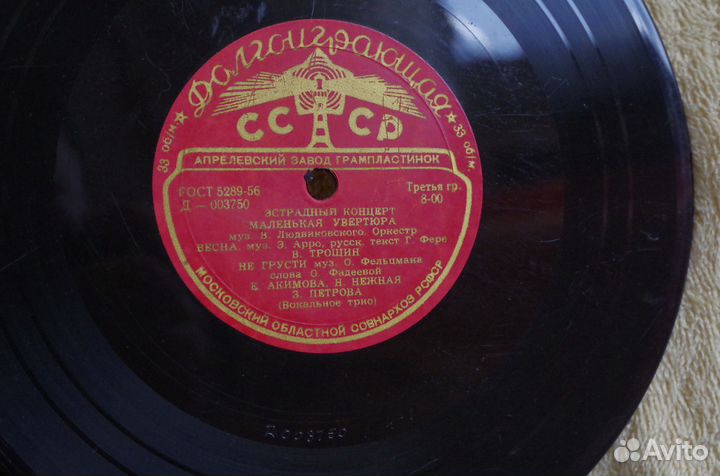 Долгоиграющая
33 об/м.
33 об/м.
СССР
АПРЕЛЕВСКИЙ ЗАВОД ГРАМПЛАСТИНОК
ГОСТ 5289-56
Д — 003750
Третья гр.
8-00
ЭСТРАДНЫЙ КОНЦЕРТ
МАЛЕНЬКАЯ УВЕРТЮРА
муз. В. Людвиковского. Оркестр
ВЕСНА, муз. Э. Арро, русск. текст Г. Фере
В. ТРОШИН
НЕ ГРУСТИ муз. О. Фельцмана
слова О. Фадеевой
Е. АКИМОВА, Н. НЕЖНАЯ
З. ПЕТРОВА
(Вокальное трио)
МОСКОВСКИЙ ОБЛАСТНОЙ СОВНАРХОЗ РСФСР
Avito